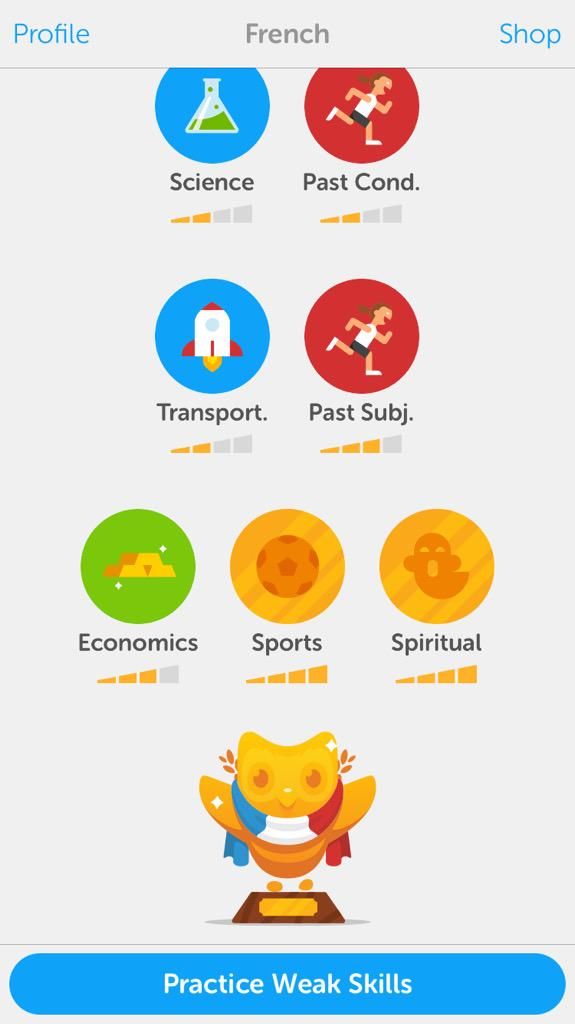 Profile French Shop
Science Past Cond.
Transport. Past Subj.
Economics Sports Spiritual
Practice Weak Skills